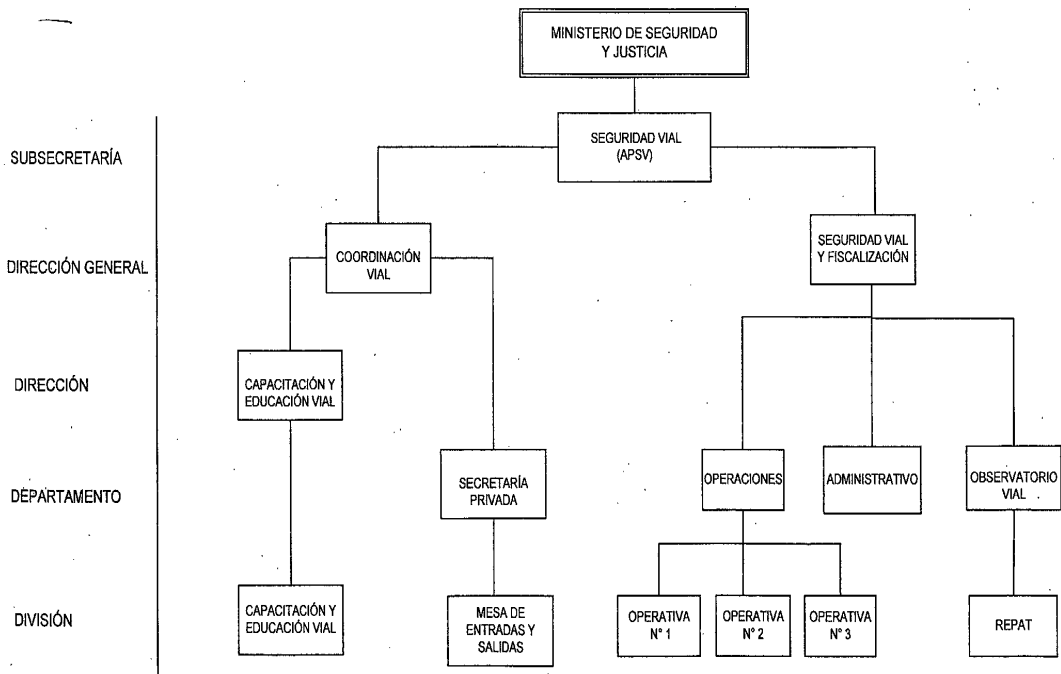 MINISTERIO DE SEGURIDAD
Y JUSTICIA
SUBSECRETARÍA
SEGURIDAD VIAL
(APSV)
DIRECCIÓN GENERAL
COORDINACIÓN
VIAL
SEGURIDAD VIAL
Y FISCALIZACIÓN
DIRECCIÓN
CAPACITACIÓN Y
EDUCACIÓN VIAL
DEPARTAMENTO
SECRETARÍA
PRIVADA
OPERACIONES
ADMINISTRATIVO
OBSERVATORIO
VIAL
DIVISIÓN
CAPACITACIÓN Y
EDUCACIÓN VIAL
MESA DE
ENTRADAS Y
SALIDAS
OPERATIVA
N° 1
OPERATIVA
N° 2
OPERATIVA
N° 3
REPAT